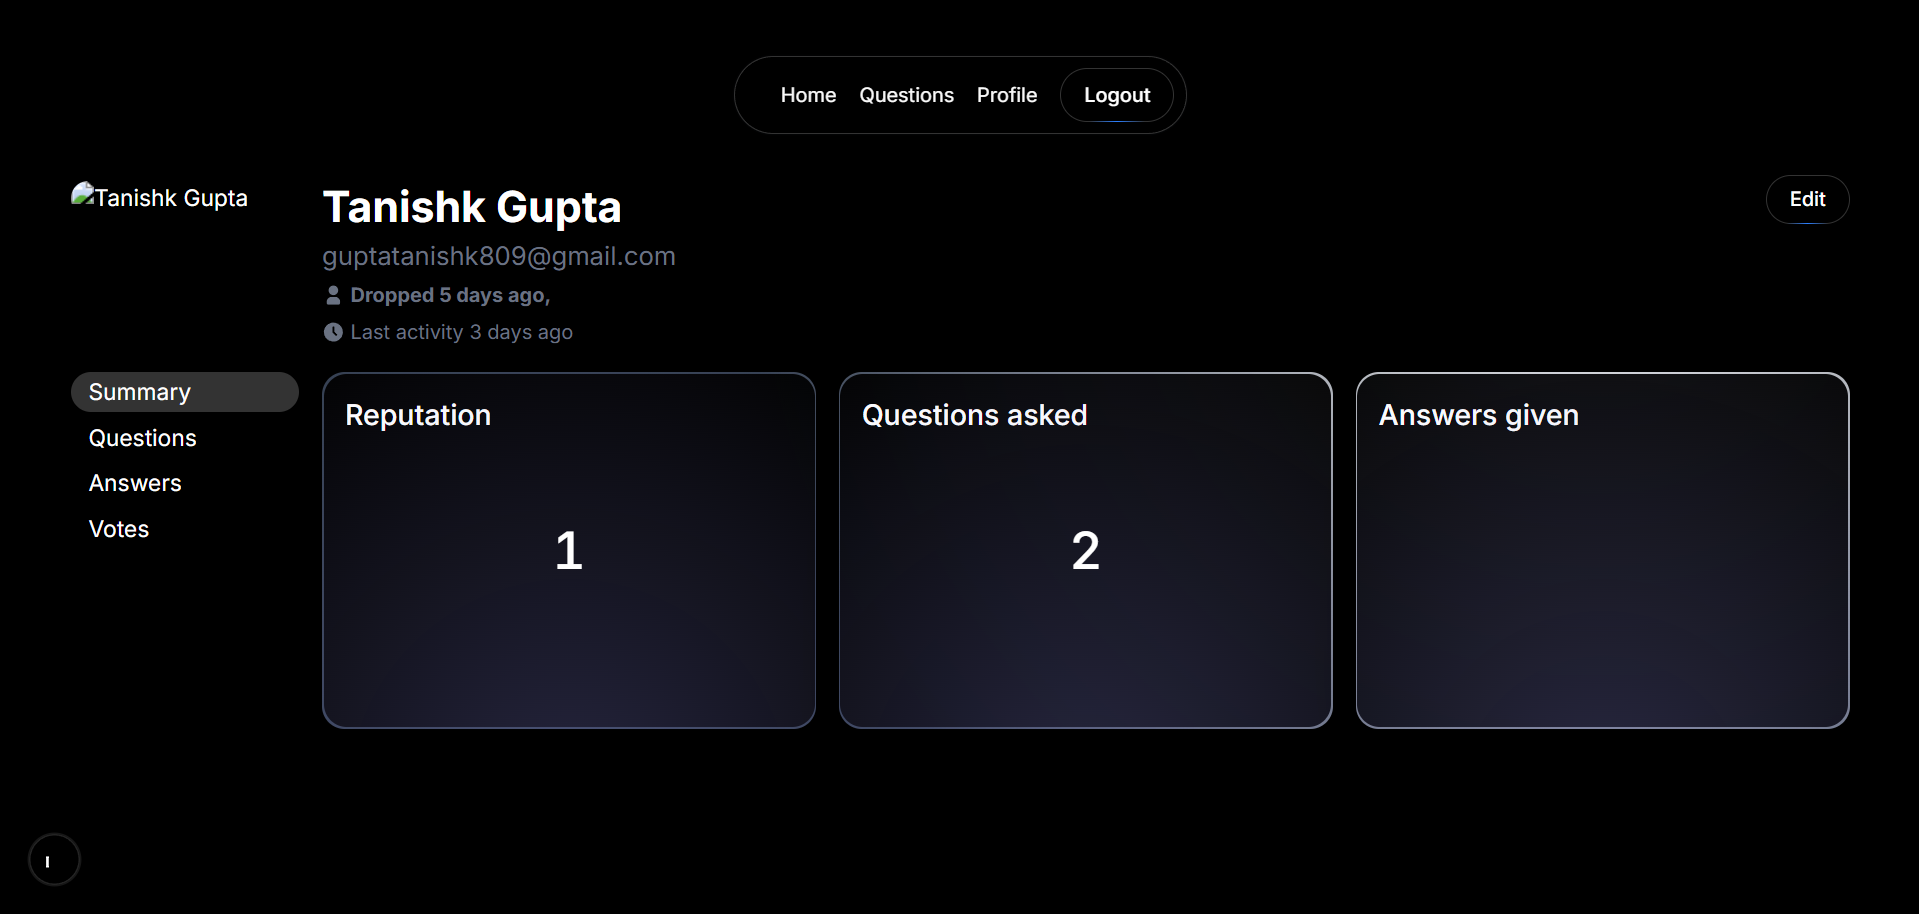 Home Questions Profile Logout
Tanishk Gupta
Tanishk Gupta
Edit
guptatanishk809@gmail.com
Dropped 5 days ago,
Last activity 3 days ago
Summary
Questions
Answers
Votes
Reputation
1
Questions asked
2
Answers given